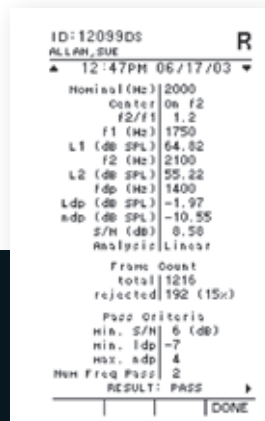 ID:12099DS R
ALLAN,SUE
▲ 12:47PM 06/17/03 ▼
Nominal(Hz) 2000
Center On f2
f2/f1 1.2
f1 (Hz) 1750
L1 (dB SPL) 64.82
f2 (Hz) 2100
L2 (dB SPL) 55.22
fdp (Hz) 1400
Ldp (dB SPL) -1.97
ndp (dB SPL) -10.55
S/N (dB) 8.58
Analysis Linear
Frame Count
total 1216
rejected 192 (15%)
Pass Criteria
min. S/N 6 (dB)
min. ldp -7
max. ndp 4
Num Freq Pass 2
RESULT: PASS ▶
DONE